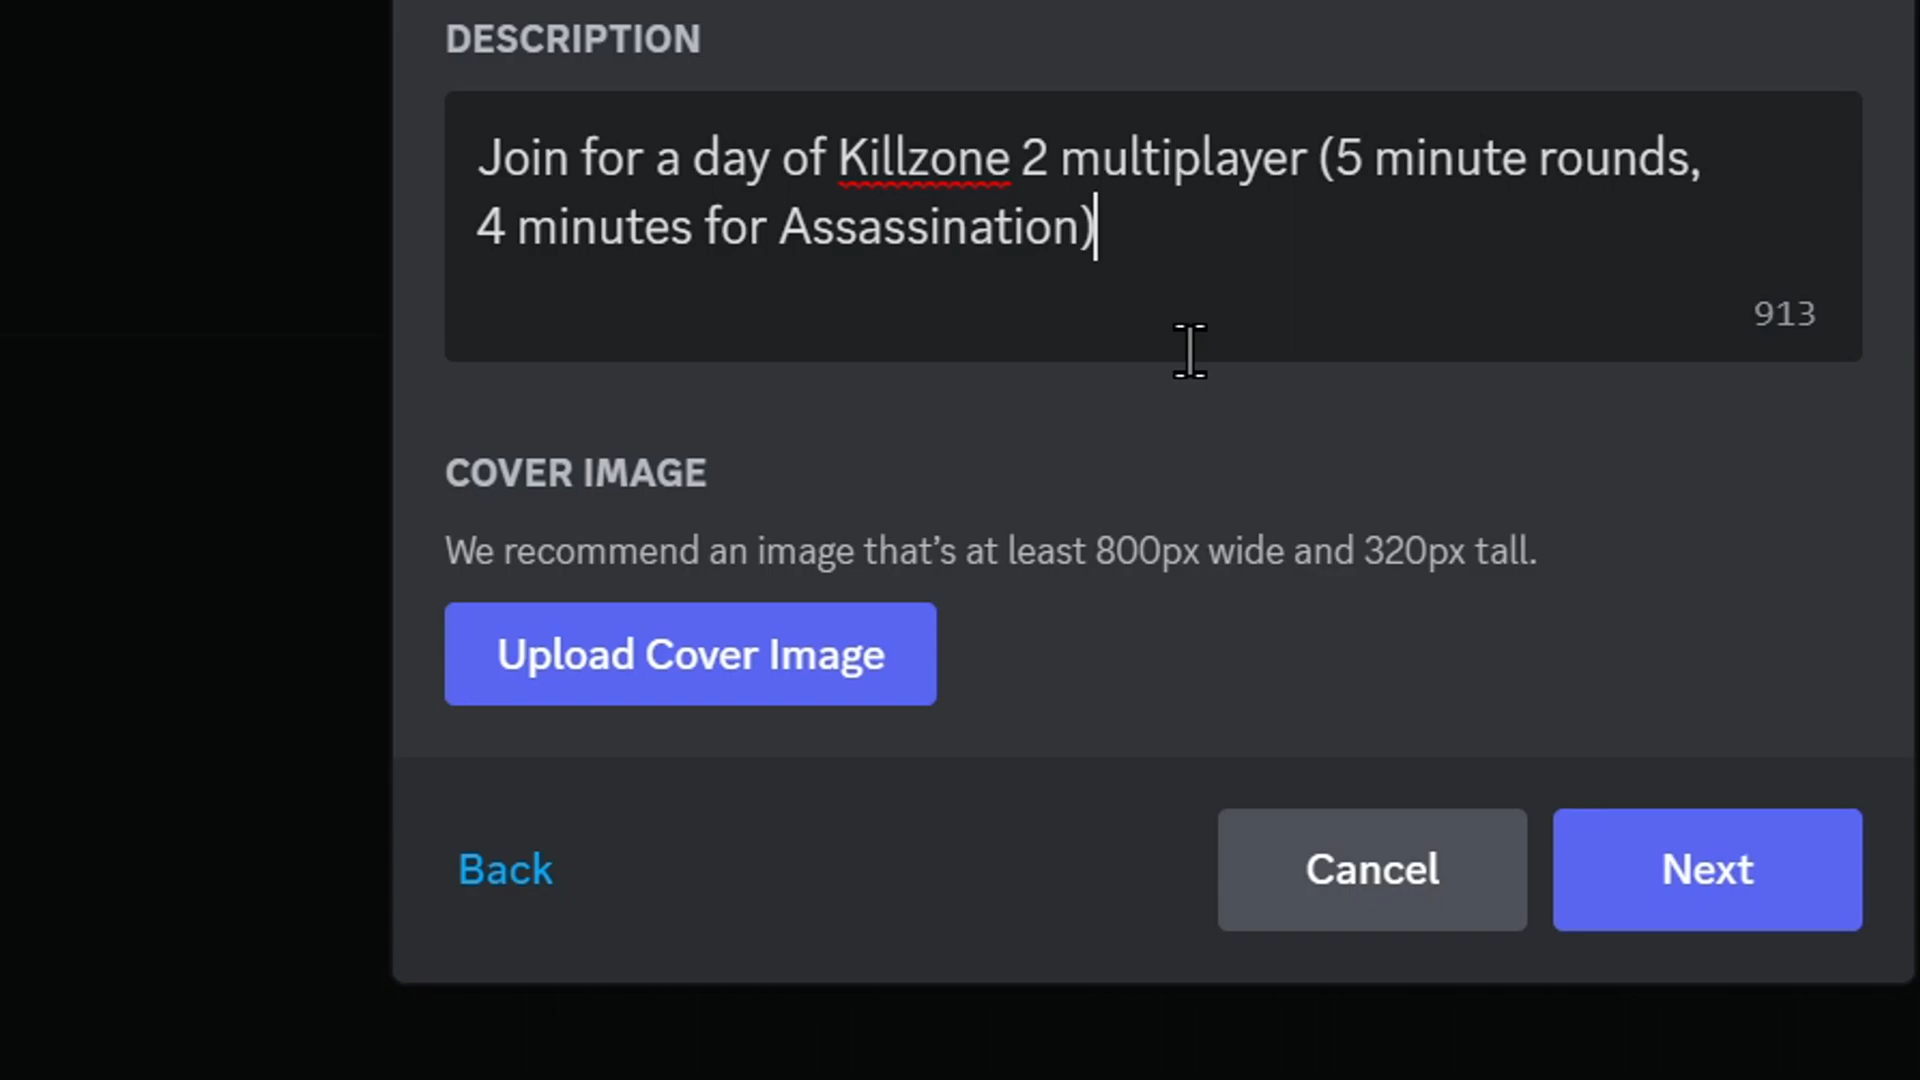 DESCRIPTION
Join for a day of Killzone 2 multiplayer (5 minute rounds,
4 minutes for Assassination)
913
COVER IMAGE
We recommend an image that’s at least 800px wide and 320px tall.
Upload Cover Image
Back
Cancel
Next